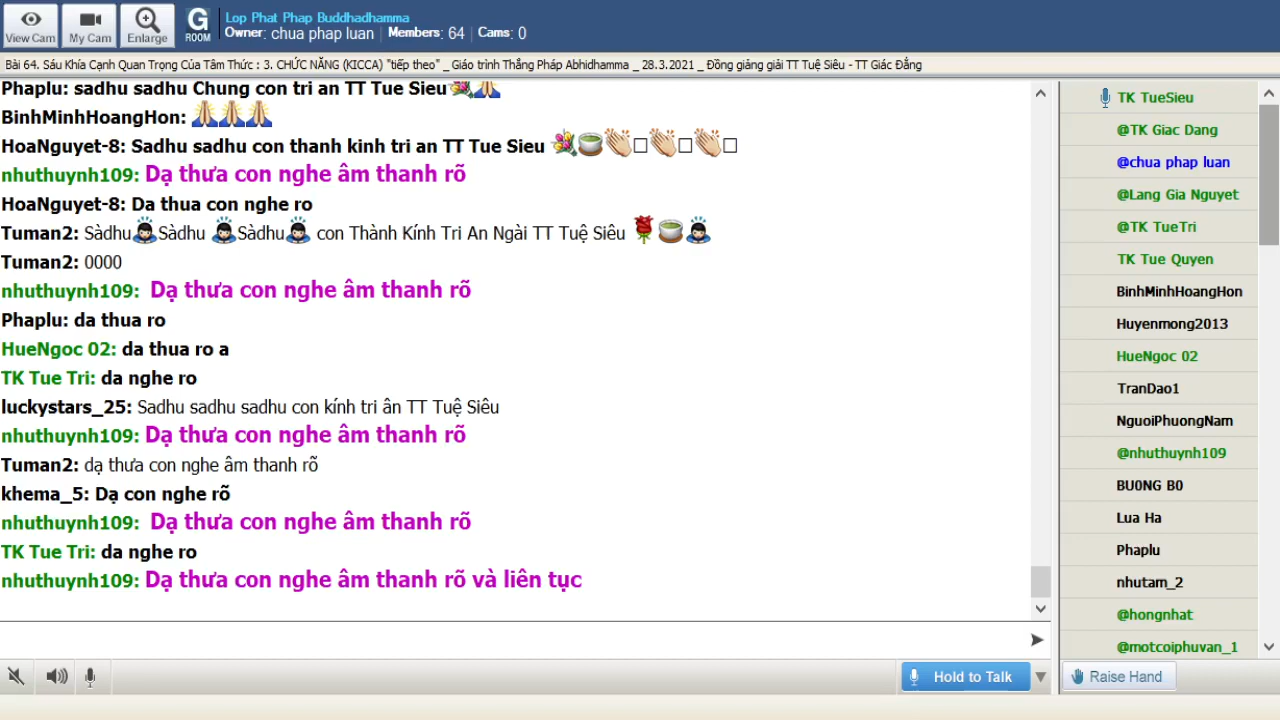 View Cam
My Cam
Enlarge
G
ROOM
Lop Phat Phap Buddhadhamma
Owner: chua phap luan Members: 64 Cams: 0
Bài 64. Sáu Khía Cạnh Quan Trọng Của Tâm Thức : 3. CHỨC NĂNG (KICCA) "tiếp theo" _ Giáo trình Thắng Pháp Abhidhamma _ 28.3.2021 _ Đồng giảng giải TT Tuệ Siêu - TT Giác Đẳng
Phaplu: sadhu sadhu Chung con tri an TT Tue Sieu💐🙏
BinhMinhHoangHon: 🙏🙏🙏
HoaNguyet-8: Sadhu sadhu con thanh kinh tri an TT Tue Sieu 💐🍵👏□👏□👏□
nhuthuynh109: Dạ thưa con nghe âm thanh rõ
HoaNguyet-8: Da thua con nghe ro
Tuman2: Sàdhu🙇Sàdhu 🙇Sàdhu🙇 con Thành Kính Tri An Ngài TT Tuệ Siêu 🌹🍵🙇
Tuman2: 0000
nhuthuynh109: Dạ thưa con nghe âm thanh rõ
Phaplu: da thua ro
HueNgoc 02: da thua ro a
TK Tue Tri: da nghe ro
luckystars_25: Sadhu sadhu sadhu con kính tri ân TT Tuệ Siêu
nhuthuynh109: Dạ thưa con nghe âm thanh rõ
Tuman2: dạ thưa con nghe âm thanh rõ
khema_5: Dạ con nghe rõ
nhuthuynh109: Dạ thưa con nghe âm thanh rõ
TK Tue Tri: da nghe ro
nhuthuynh109: Dạ thưa con nghe âm thanh rõ và liên tục
TK TueSieu
@TK Giac Dang
@chua phap luan
@Lang Gia Nguyet
@TK TueTri
TK Tue Quyen
BinhMinhHoangHon
Huyenmong2013
HueNgoc 02
TranDao1
NguoiPhuongNam
@nhuthuynh109
BU0NG B0
Lua Ha
Phaplu
nhutam_2
@hongnhat
@motcoiphuvan_1
Hold to Talk
Raise Hand